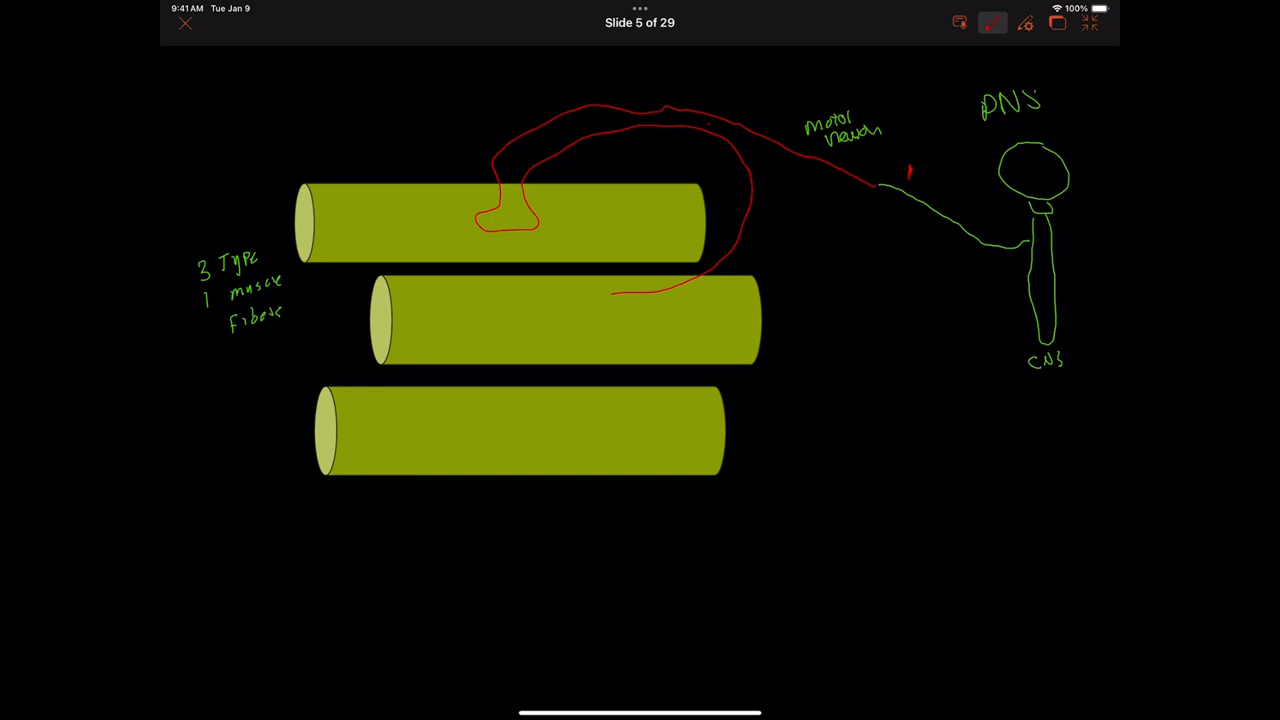 9:41 AM Tue Jan 9
100%
Slide 5 of 29
PNS
motor
neuron
3 Type
1 muscle
fibers
CNS